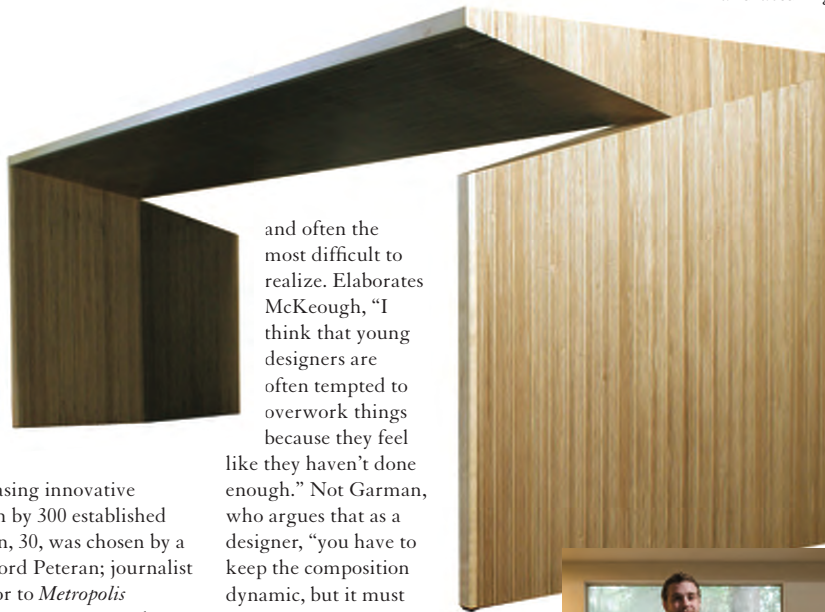 asing innovative
n by 300 established
n, 30, was chosen by a
ord Peteran; journalist
or to Metropolis
and often the
most difficult to
realize. Elaborates
McKeough, “I
think that young
designers are
often tempted to
overwork things
because they feel
like they haven’t done
enough.” Not Garman,
who argues that as a
designer, “you have to
keep the composition
dynamic, but it must